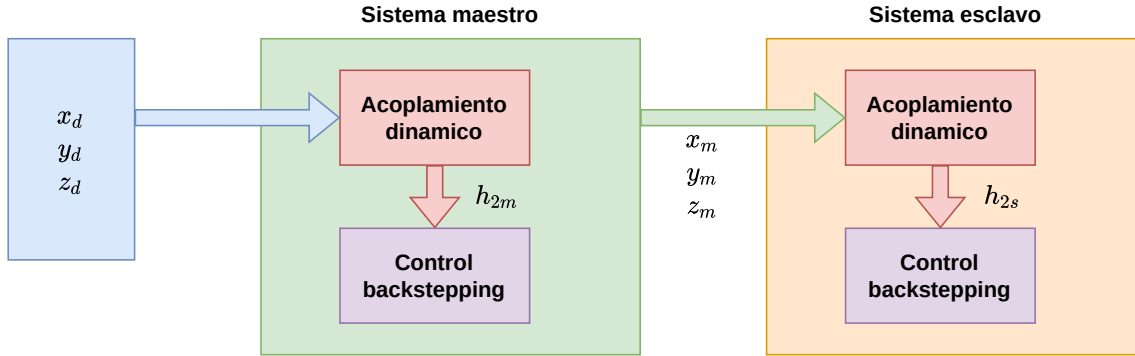 Sistema maestro
Sistema esclavo
x_d
y_d
z_d
Acoplamiento
dinamico
h_{2m}
Control
backstepping
x_m
y_m
z_m
Acoplamiento
dinamico
h_{2s}
Control
backstepping